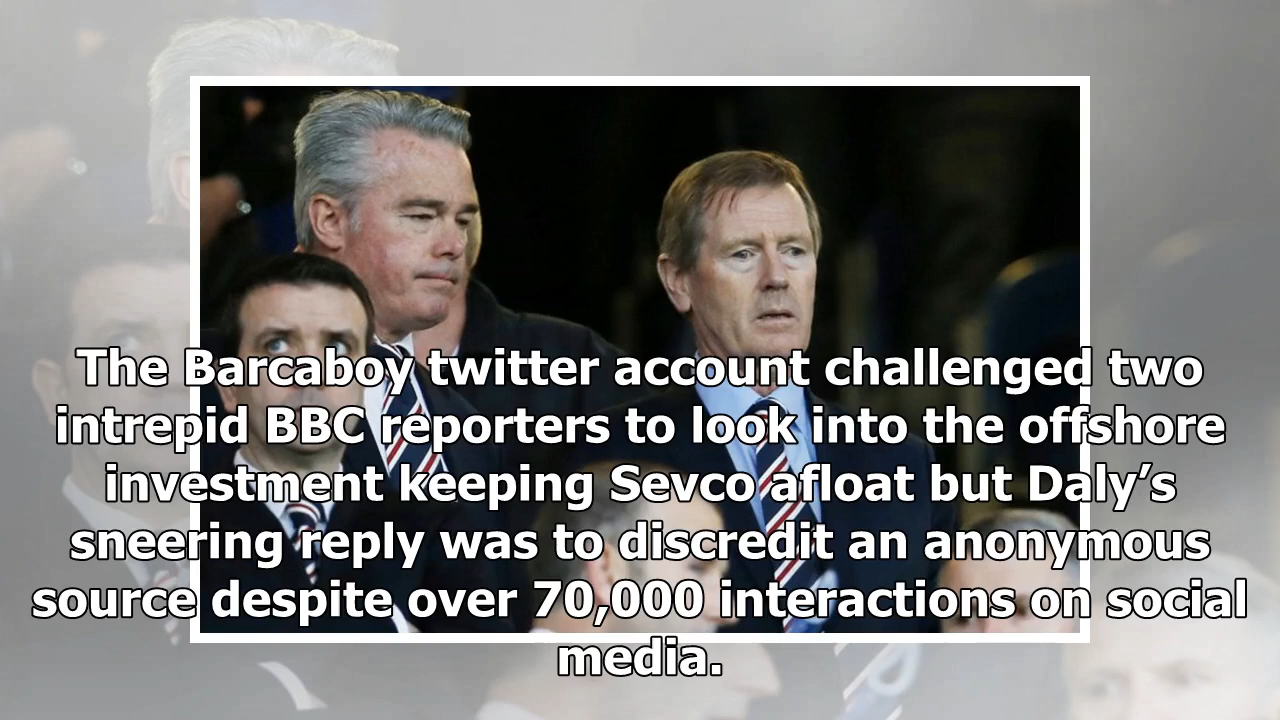 The Barcaboy twitter account challenged two
intrepid BBC reporters to look into the offshore
investment keeping Sevco afloat but Daly’s
sneering reply was to discredit an anonymous
source despite over 70,000 interactions on social
media.